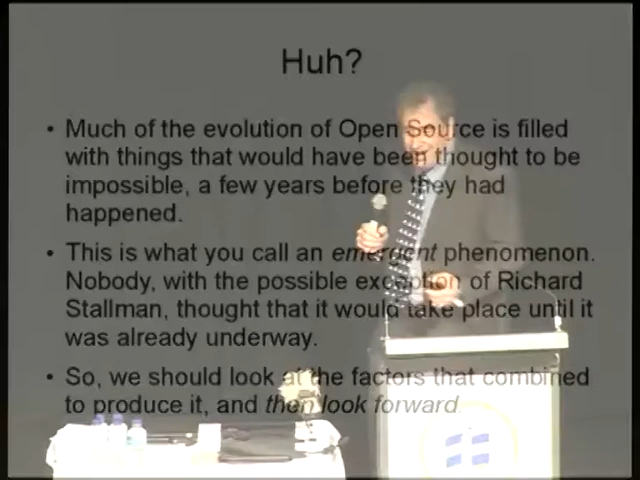 Huh?
• Much of the evolution of Open Source is filled
with things that would have been thought to be
impossible, a few years before they had
happened.
• This is what you call an emergent phenomenon.
Nobody, with the possible exception of Richard
Stallman, thought that it would take place until it
was already underway.
• So, we should look at the factors that combined
to produce it, and then look forward.